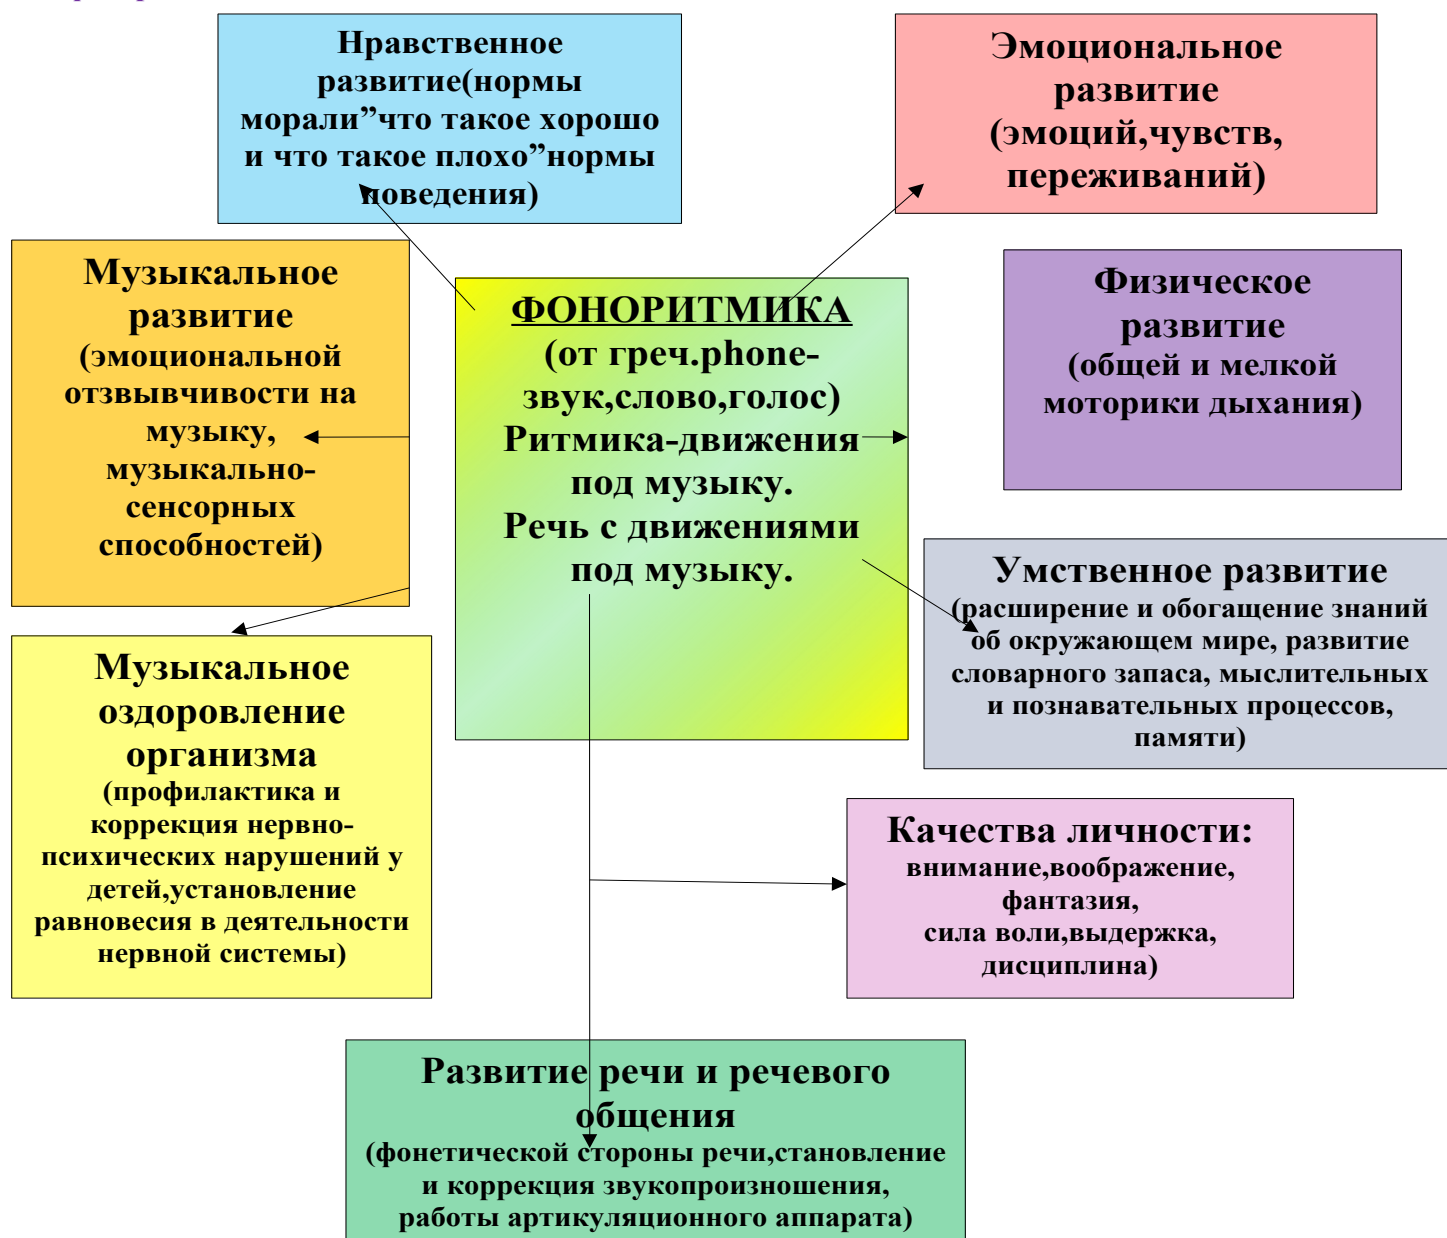 Нравственное
развитие(нормы
морали”что такое хорошо
и что такое плохо”нормы
поведения)
Эмоциональное
развитие
(эмоций,чувств,
переживаний)
Музыкальное
развитие
(эмоциональной
отзвывчивости на
музыку,
музыкально-
сенсорных
способностей)
ФОНОРИТМИКА
(от греч.phone-
звук,слово,голос)
Ритмика-движения
под музыку.
Речь с движениями
под музыку.
Физическое
развитие
(общей и мелкой
моторики дыхания)
Умственное развитие
(расширение и обогащение знаний
об окружающем мире, развитие
словарного запаса, мыслительных
и познавательных процессов,
памяти)
Музыкальное
оздоровление
организма
(профилактика и
коррекция нервно-
психических нарушений у
детей,установление
равновесия в деятельности
нервной системы)
Качества личности:
внимание,воображение,
фантазия,
сила воли,выдержка,
дисциплина)
Развитие речи и речевого
общения
(фонетической стороны речи,становление
и коррекция звукопроизношения,
работы артикуляционного аппарата)